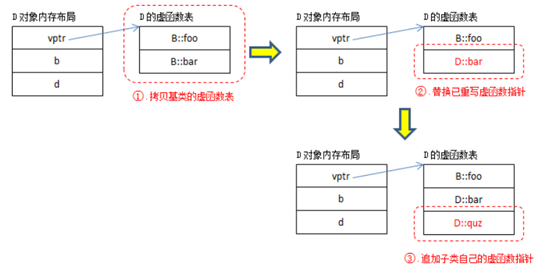 D对象内存布局
D的虚函数表
vptr
b
d
B::foo
B::bar
①.拷贝基类的虚函数表
D对象内存布局
D的虚函数表
vptr
b
d
B::foo
D::bar
②.替换已重写虚函数指针
D对象内存布局
D的虚函数表
vptr
b
d
B::foo
D::bar
D::quz
③.追加子类自己的虚函数指针